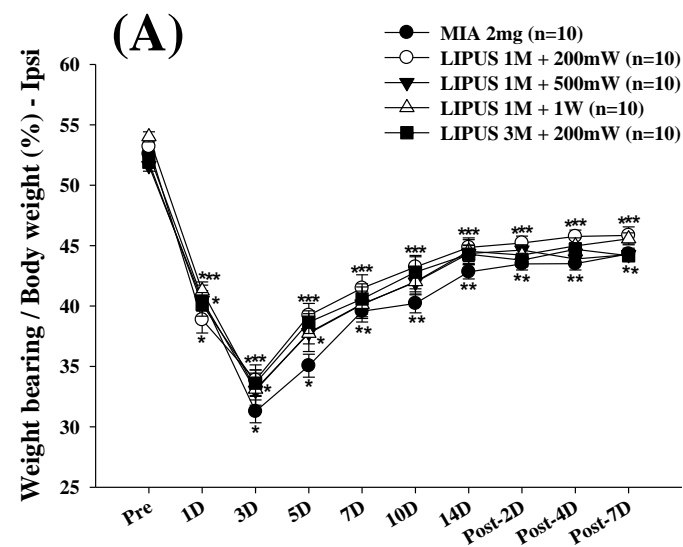 (A)
MIA 2mg (n=10)
LIPUS 1M + 200mW (n=10)
LIPUS 1M + 500mW (n=10)
LIPUS 1M + 1W (n=10)
LIPUS 3M + 200mW (n=10)
Weight bearing / Body weight (%) - Ipsi
60
55
50
45
40
35
30
25
***
*
*
***
*
*
***
*
*
***
**
***
**
***
**
***
**
***
**
***
**
Pre
1D
3D
5D
7D
10D
14D
Post-2D
Post-4D
Post-7D